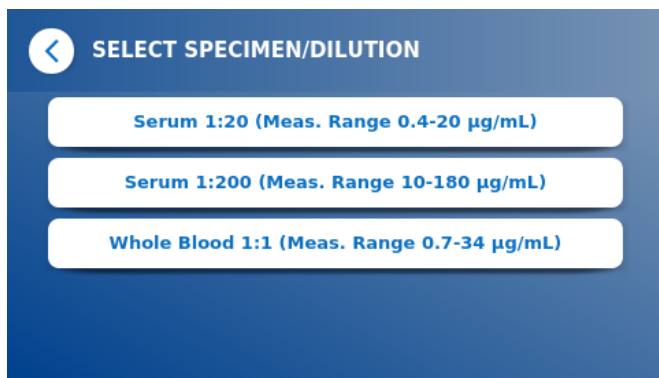 SELECT SPECIMEN/DILUTION
Serum 1:20 (Meas. Range 0.4-20 µg/mL)
Serum 1:200 (Meas. Range 10-180 µg/mL)
Whole Blood 1:1 (Meas. Range 0.7-34 µg/mL)